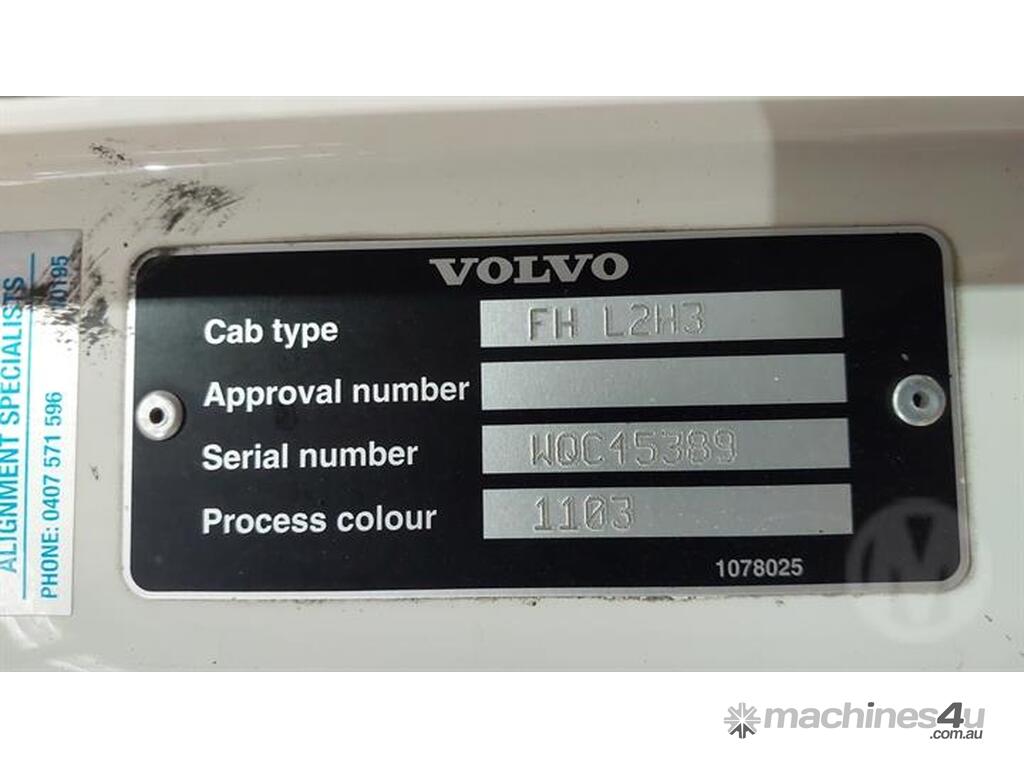 VOLVO
Cab type FH L2H3
Approval number
Serial number WQC45389
Process colour 1103
1078025
ALIGNMENT SPECIALISTS
PHONE: 0407 571 596
machines4u
.com.au